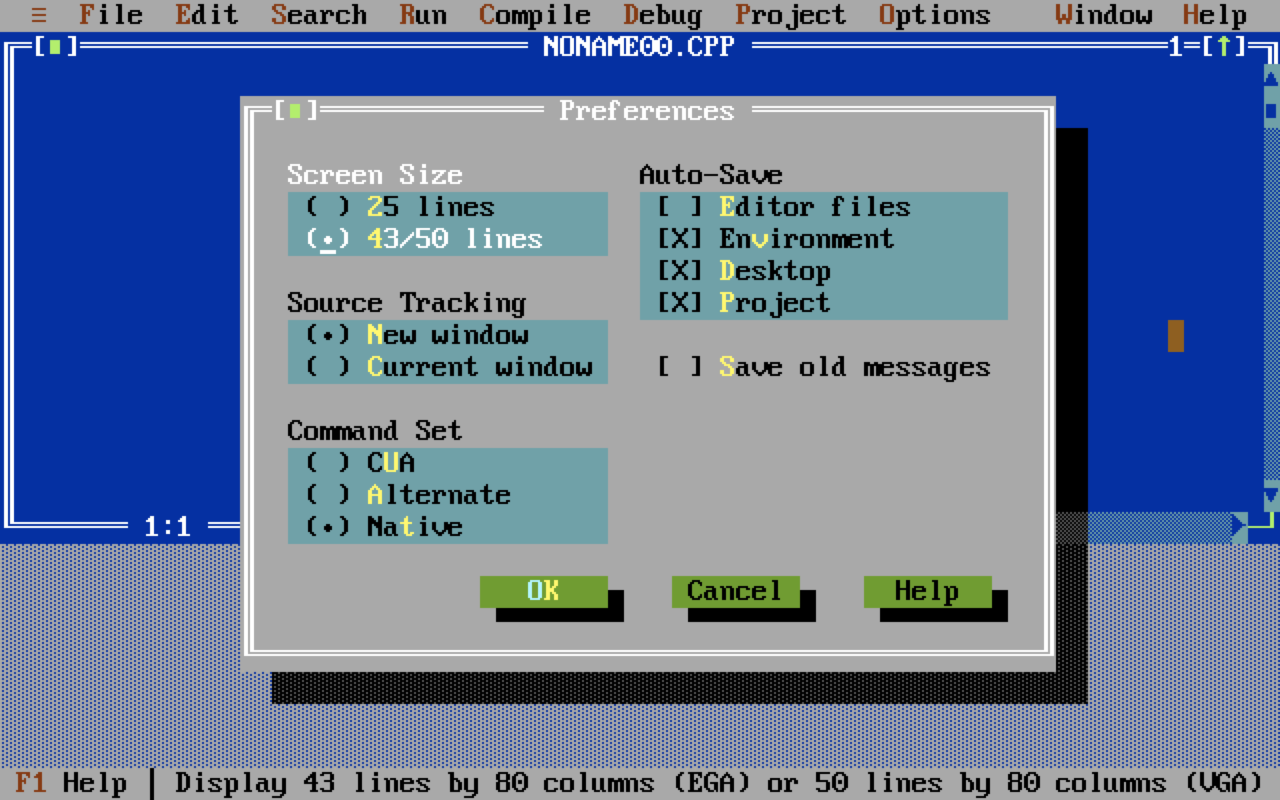 ≡ File Edit Search Run Compile Debug Project Options Window Help
[■] NONAME00.CPP 1=[↑]
[■] Preferences
Screen Size
( ) 25 lines
(•) 43/50 lines
Source Tracking
(•) New window
( ) Current window
Command Set
( ) CUA
( ) Alternate
(•) Native
Auto-Save
[ ] Editor files
[X] Environment
[X] Desktop
[X] Project
[ ] Save old messages
OK Cancel Help
1:1
F1 Help │ Display 43 lines by 80 columns (EGA) or 50 lines by 80 columns (VGA)